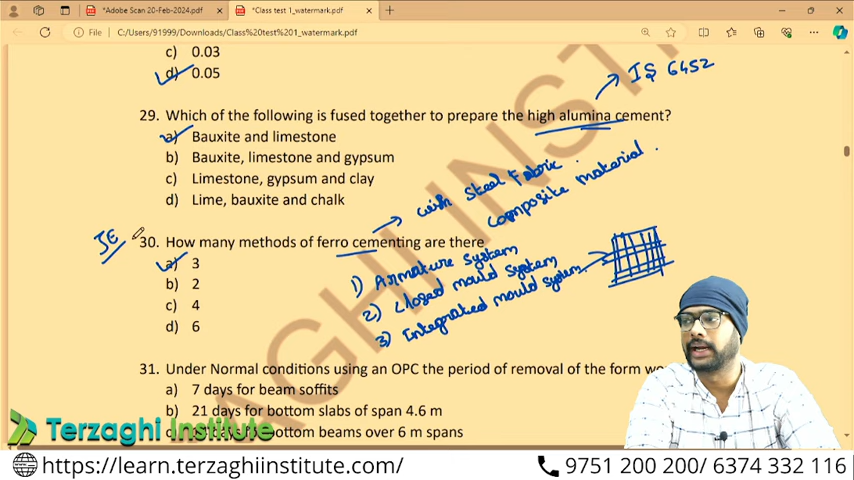 *Adobe Scan 20-Feb-2024.pdf
*Class test 1_watermark.pdf
File
C:/Users/91999/Downloads/Class%20test%201_watermark.pdf
c) 0.03
d) 0.05
IS 6452
29. Which of the following is fused together to prepare the high alumina cement?
a) Bauxite and limestone
b) Bauxite, limestone and gypsum
c) Limestone, gypsum and clay
d) Lime, bauxite and chalk
with Steel Fabric.
composite material.
JE
30. How many methods of ferro cementing are there
a) 3
b) 2
c) 4
d) 6
1) Armature System
2) Closed mould System
3) Integrated mould System
31. Under Normal conditions using an OPC the period of removal of the form
a) 7 days for beam soffits
b) 21 days for bottom slabs of span 4.6 m
bottom beams over 6 m spans
Terzaghi Institute
https://learn.terzaghiinstitute.com/
9751 200 200/ 6374 332 116